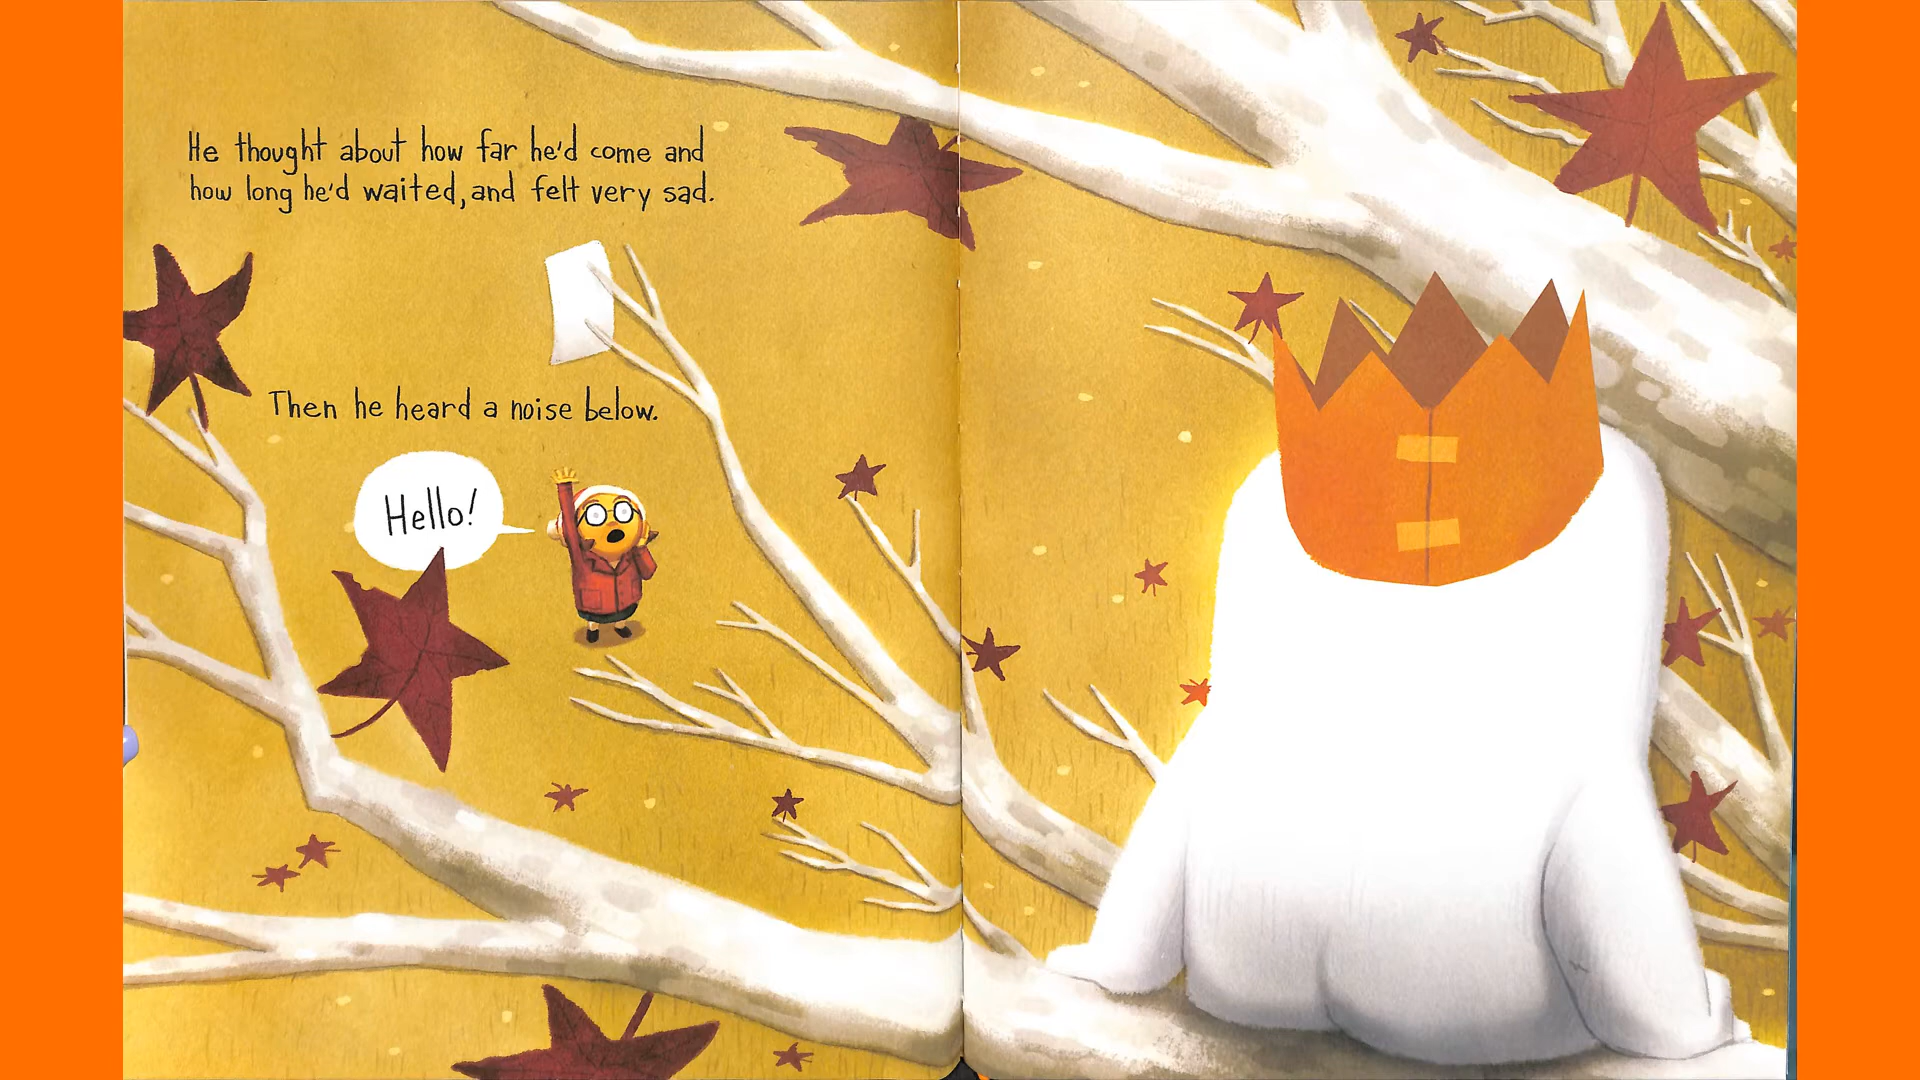 He thought about how far he'd come and
how long he'd waited, and felt very sad.
Then he heard a noise below.
Hello!